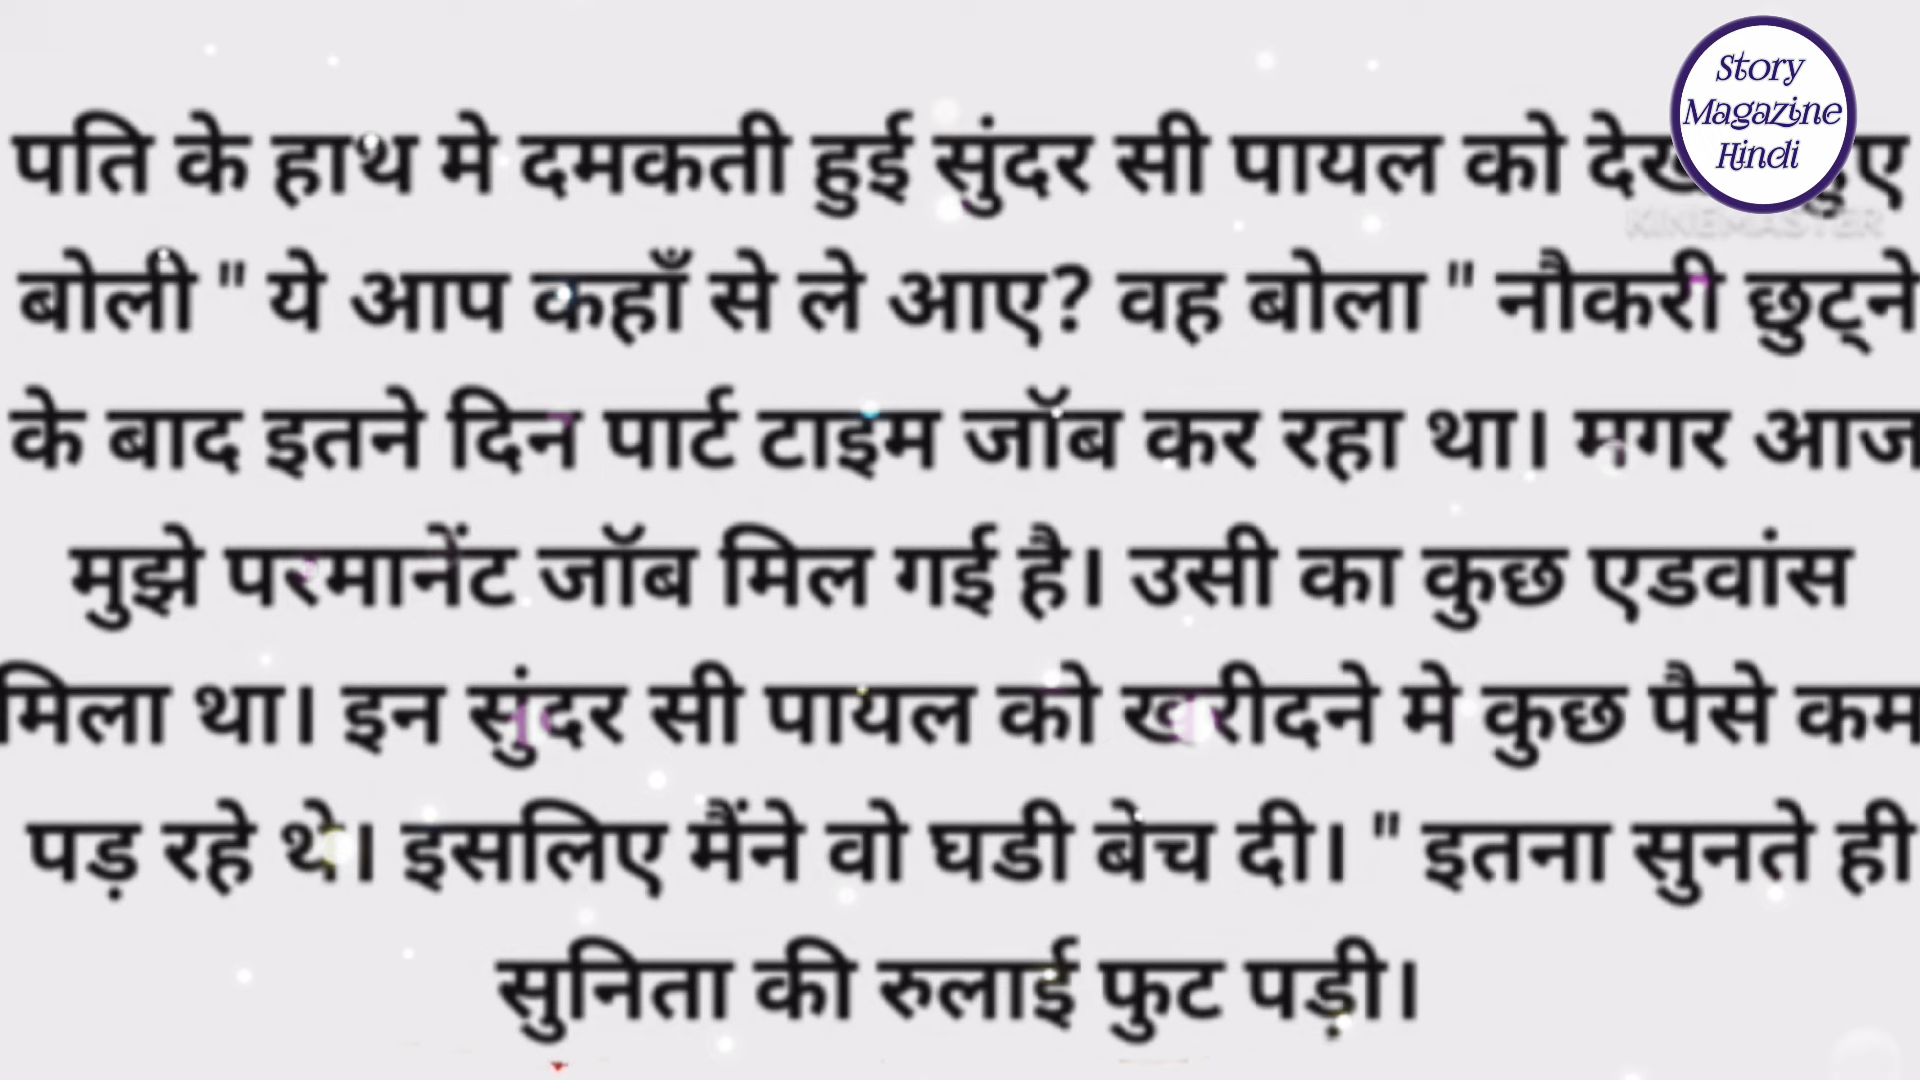 Story
Magazine
Hindi
KINEMASTER
पति के हाथ मे दमकती हुई सुंदर सी पायल को
बोली " ये आप कहाँ से ले आए? वह बोला " नौकरी छुट्ने
के बाद इतने दिन पार्ट टाइम जॉब कर रहा था। मगर आज
मुझे परमानेंट जॉब मिल गई है। उसी का कुछ एडवांस
मिला था। इन सुंदर सी पायल को खरीदने मे कुछ पैसे कम
पड़ रहे थे। इसलिए मैंने वो घडी बेच दी। " इतना सुनते ही
सुनिता की रुलाई फुट पड़ी।